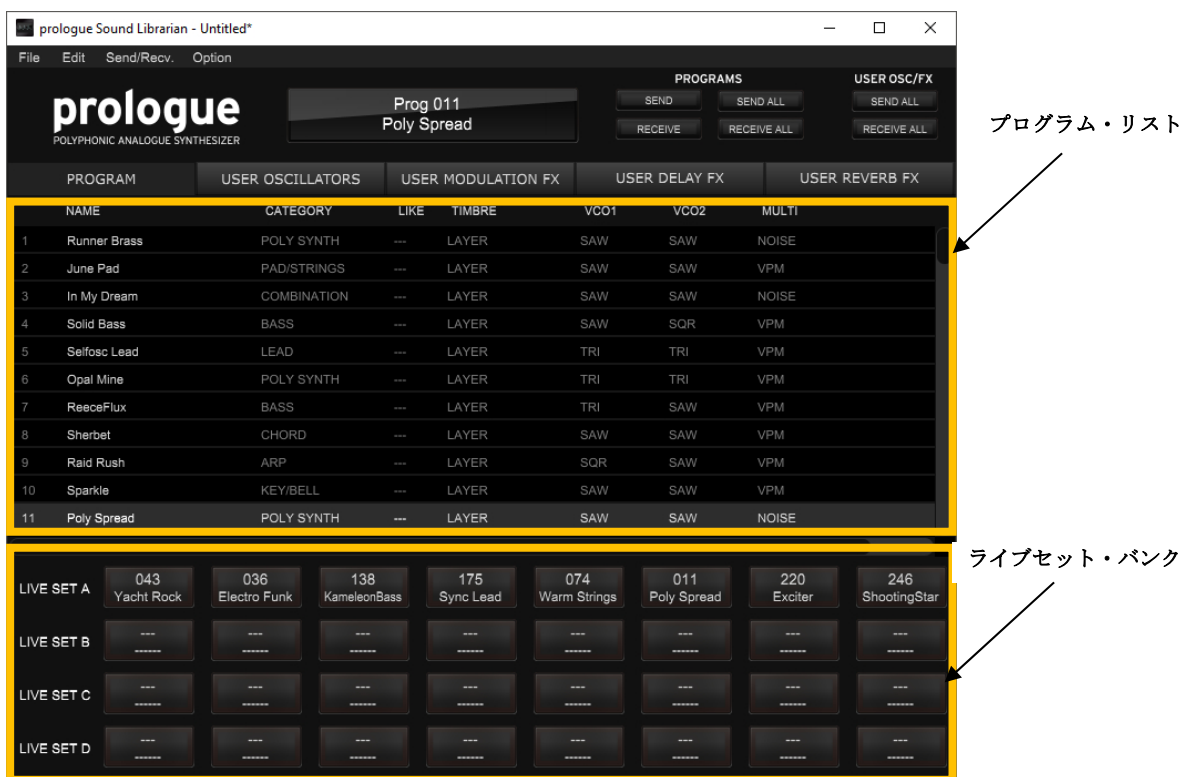 prologue Sound Librarian - Untitled*
File Edit Send/Recv. Option
PROGRAMS USER OSC/FX
prologue
POLYPHONIC ANALOGUE SYNTHESIZER
Prog 011
Poly Spread
SEND SEND ALL SEND ALL
RECEIVE RECEIVE ALL RECEIVE ALL
プログラム・リスト
PROGRAM USER OSCILLATORS USER MODULATION FX USER DELAY FX USER REVERB FX
NAME CATEGORY LIKE TIMBRE VCO1 VCO2 MULTI
1 Runner Brass POLY SYNTH --- LAYER SAW SAW NOISE
2 June Pad PAD/STRINGS --- LAYER SAW SAW VPM
3 In My Dream COMBINATION --- LAYER SAW SAW NOISE
4 Solid Bass BASS --- LAYER SAW SQR VPM
5 Selfosc Lead LEAD --- LAYER TRI TRI VPM
6 Opal Mine POLY SYNTH --- LAYER TRI TRI VPM
7 ReeceFlux BASS --- LAYER TRI SAW VPM
8 Sherbet CHORD --- LAYER SAW SAW VPM
9 Raid Rush ARP --- LAYER SQR SAW VPM
10 Sparkle KEY/BELL --- LAYER SAW SAW VPM
11 Poly Spread POLY SYNTH --- LAYER SAW SAW NOISE
ライブセット・バンク
LIVE SET A
043 036 138 175 074 011 220 246
Yacht Rock Electro Funk KameleonBass Sync Lead Warm Strings Poly Spread Exciter ShootingStar
LIVE SET B
--- --- --- --- --- --- --- ---
------ ------ ------ ------ ------ ------ ------ ------
LIVE SET C
--- --- --- --- --- --- --- ---
------ ------ ------ ------ ------ ------ ------ ------
LIVE SET D
--- --- --- --- --- --- --- ---
------ ------ ------ ------ ------ ------ ------ ------